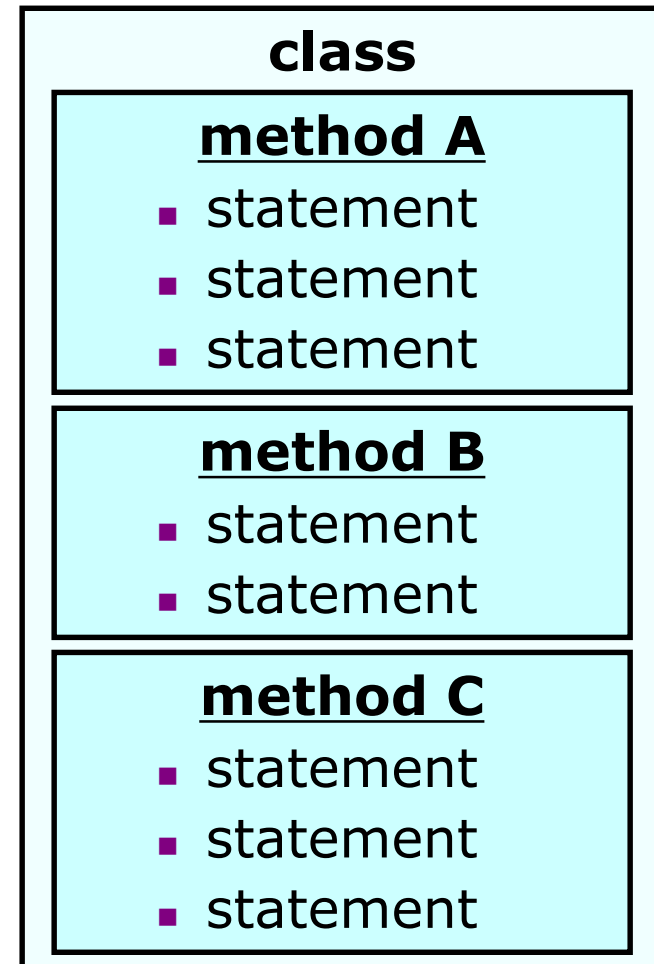 class
method A
statement
statement
statement
method B
statement
statement
method C
statement
statement
statement